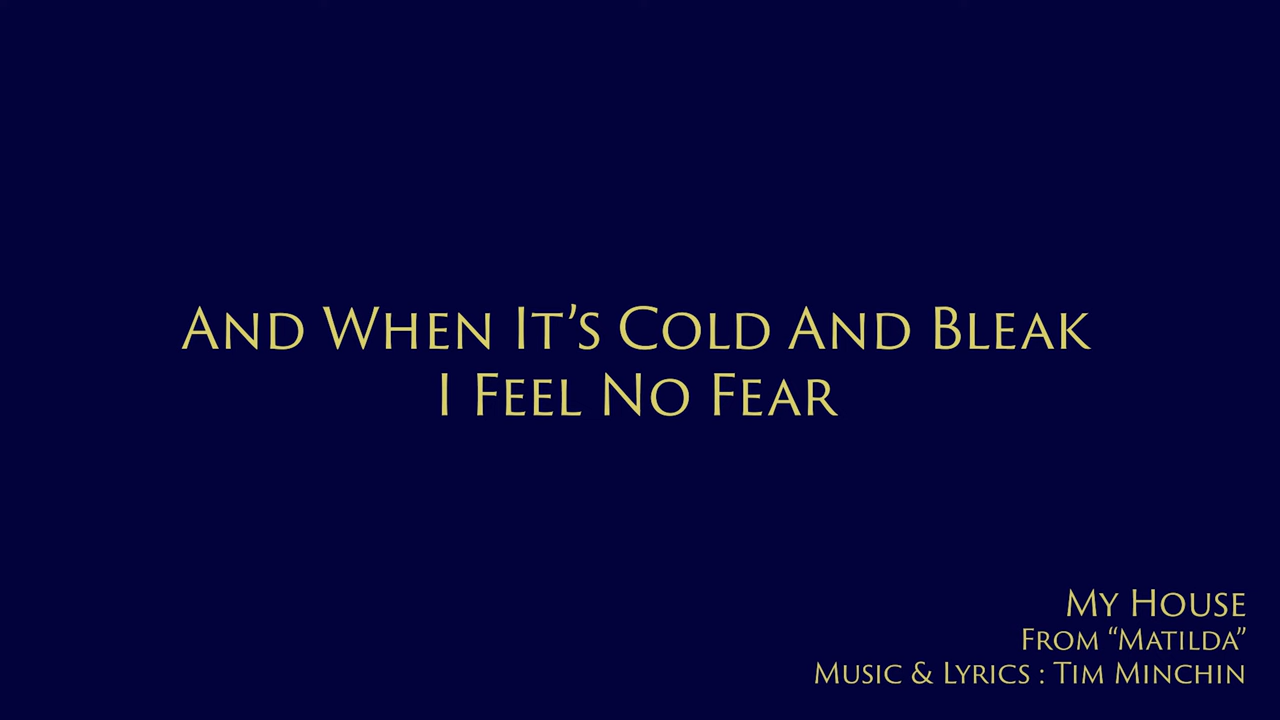 And When It’s Cold And Bleak
I Feel No Fear
My House
From “Matilda”
Music & Lyrics : Tim Minchin